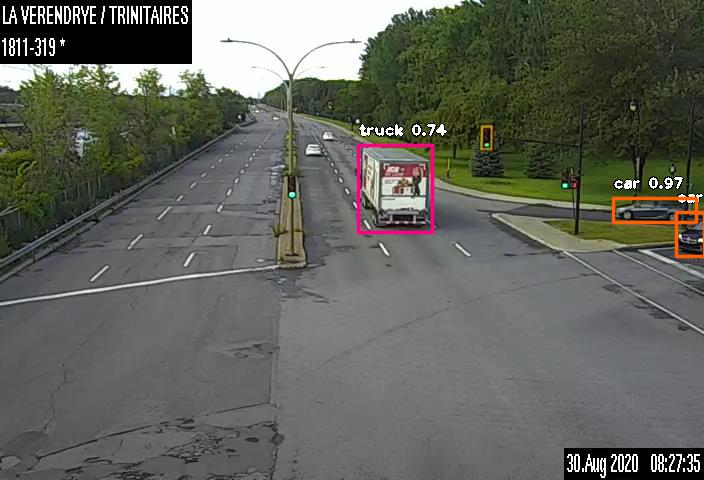 LA VERENDRYE / TRINITAIRES
1811-319 *
truck 0.74
car 0.97
30.Aug 2020 08:27:35